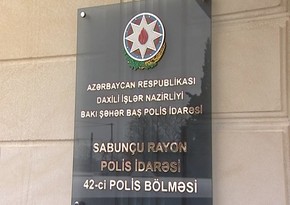 AZƏRBAYCAN RESPUBLİKASI
DAXİLİ İŞLƏR NAZİRLİYİ
BAKI ŞƏHƏR BAŞ POLİS İDARƏSİ
SABUNÇU RAYON
POLİS İDARƏSİ
42-ci POLİS BÖLMƏSİ